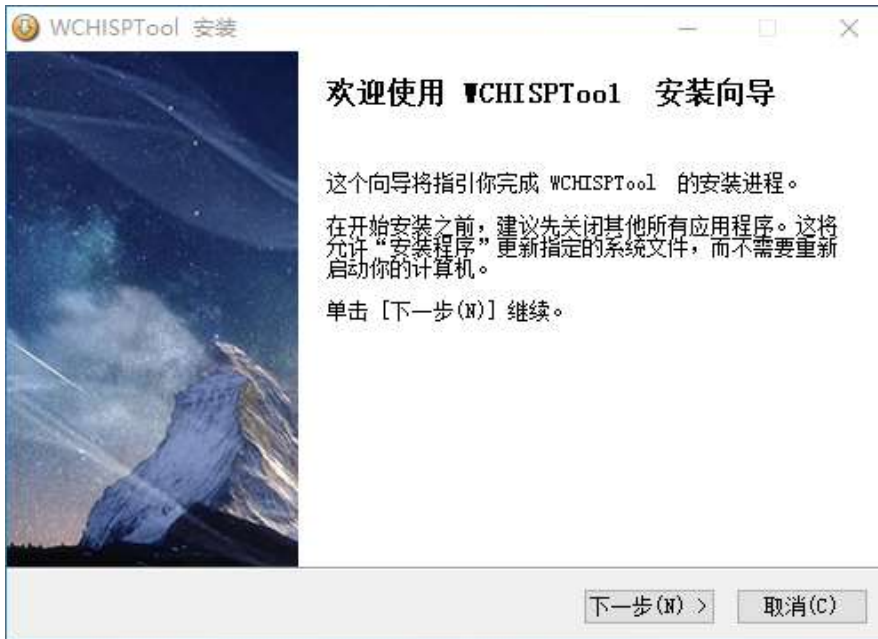 WCHISPTool 安装
欢迎使用 WCHISPTool 安装向导
这个向导将指引你完成 WCHISPTool 的安装进程。
在开始安装之前,建议先关闭其他所有应用程序。这将
允许“安装程序”更新指定的系统文件,而不需要重新
启动你的计算机。
单击 [下一步(N)] 继续。
下一步(N) >
取消(C)